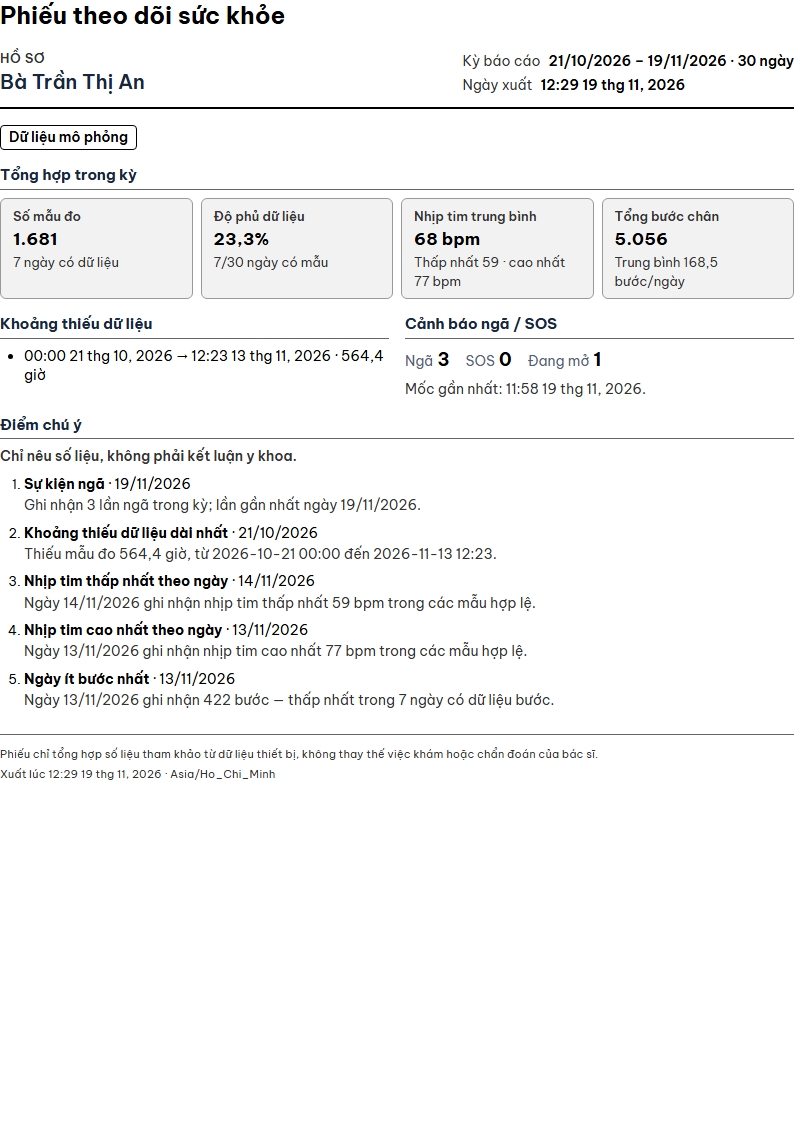 Phiếu theo dõi sức khỏe
HỒ SƠ
Bà Trần Thị An
Kỳ báo cáo 21/10/2026 – 19/11/2026 · 30 ngày
Ngày xuất 12:29 19 thg 11, 2026
Dữ liệu mô phỏng
Tổng hợp trong kỳ
Số mẫu đo
1.681
7 ngày có dữ liệu
Độ phủ dữ liệu
23,3%
7/30 ngày có mẫu
Nhịp tim trung bình
68 bpm
Thấp nhất 59 · cao nhất
77 bpm
Tổng bước chân
5.056
Trung bình 168,5
bước/ngày
Khoảng thiếu dữ liệu
• 00:00 21 thg 10, 2026 → 12:23 13 thg 11, 2026 · 564,4
giờ
Cảnh báo ngã / SOS
Ngã 3 SOS 0 Đang mở 1
Mốc gần nhất: 11:58 19 thg 11, 2026.
Điểm chú ý
Chỉ nêu số liệu, không phải kết luận y khoa.
1. Sự kiện ngã · 19/11/2026
Ghi nhận 3 lần ngã trong kỳ; lần gần nhất ngày 19/11/2026.
2. Khoảng thiếu dữ liệu dài nhất · 21/10/2026
Thiếu mẫu đo 564,4 giờ, từ 2026-10-21 00:00 đến 2026-11-13 12:23.
3. Nhịp tim thấp nhất theo ngày · 14/11/2026
Ngày 14/11/2026 ghi nhận nhịp tim thấp nhất 59 bpm trong các mẫu hợp lệ.
4. Nhịp tim cao nhất theo ngày · 13/11/2026
Ngày 13/11/2026 ghi nhận nhịp tim cao nhất 77 bpm trong các mẫu hợp lệ.
5. Ngày ít bước nhất · 13/11/2026
Ngày 13/11/2026 ghi nhận 422 bước — thấp nhất trong 7 ngày có dữ liệu bước.
Phiếu chỉ tổng hợp số liệu tham khảo từ dữ liệu thiết bị, không thay thế việc khám hoặc chẩn đoán của bác sĩ.
Xuất lúc 12:29 19 thg 11, 2026 · Asia/Ho_Chi_Minh